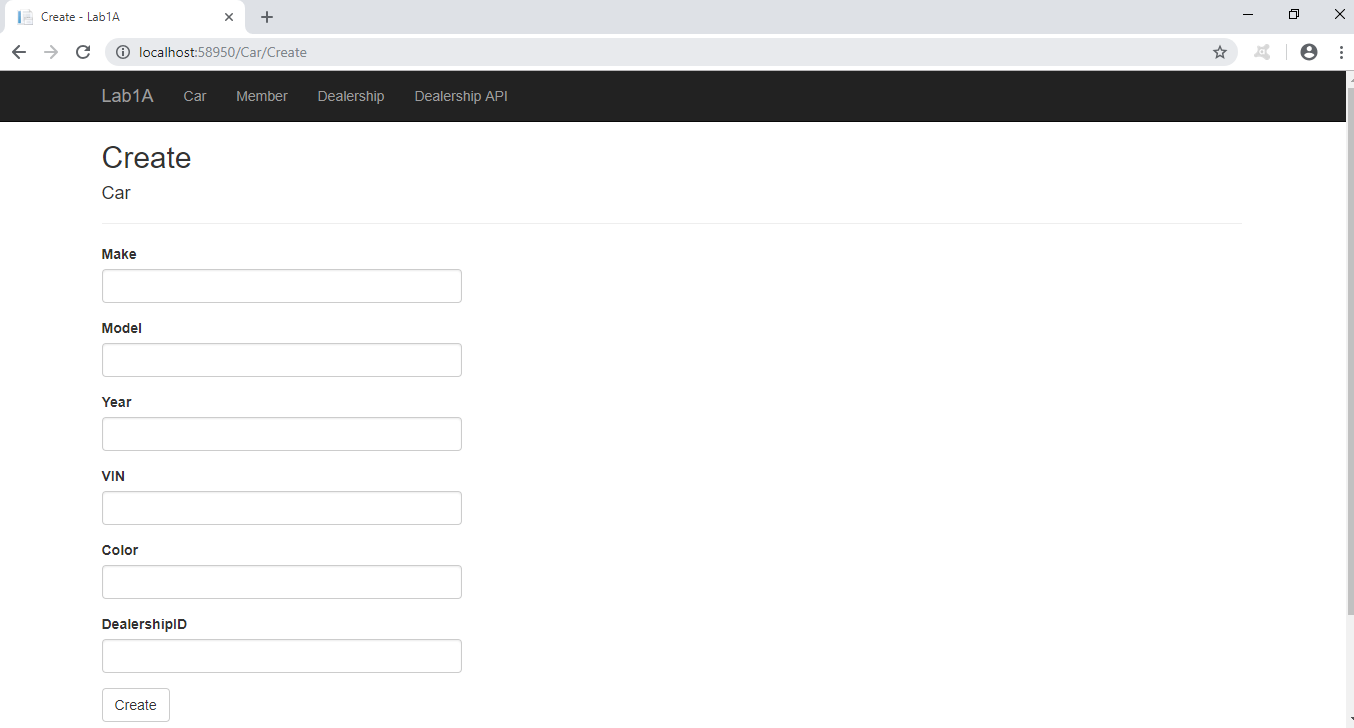 Create - Lab1A
localhost:58950/Car/Create
Lab1A Car Member Dealership Dealership API
Create
Car
Make
Model
Year
VIN
Color
DealershipID
Create